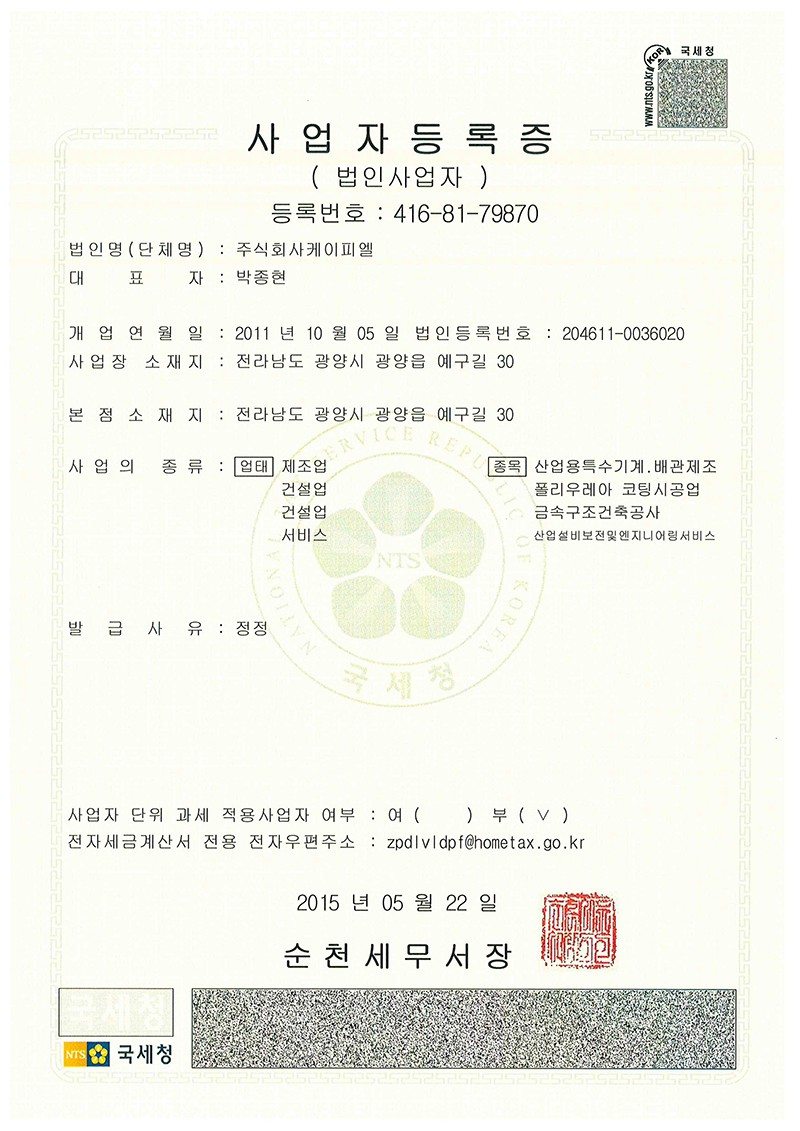 국세청
KOR
www.nts.go.kr
사업자등록증
( 법인사업자 )
등록번호 : 416-81-79870
법인명(단체명) : 주식회사케이피엘
대 표 자 : 박종현
개 업 연 월 일 : 2011 년 10 월 05 일 법인등록번호 : 204611-0036020
사업장 소재지 : 전라남도 광양시 광양읍 예구길 30
본 점 소 재 지 : 전라남도 광양시 광양읍 예구길 30
사업의 종류 : 업태 제조업 종목 산업용특수기계.배관제조
건설업 폴리우레아 코팅시공업
건설업 금속구조건축공사
서비스 산업설비보전및엔지니어링서비스
NATIONAL TAX SERVICE REPUBLIC OF KOREA
NTS
국세청
발 급 사 유 : 정정
사업자 단위 과세 적용사업자 여부 : 여 ( ) 부 ( ∨ )
전자세금계산서 전용 전자우편주소 : zpdlvldpf@hometax.go.kr
2015 년 05 월 22 일
순천세무서장
국세청
NTS 국세청